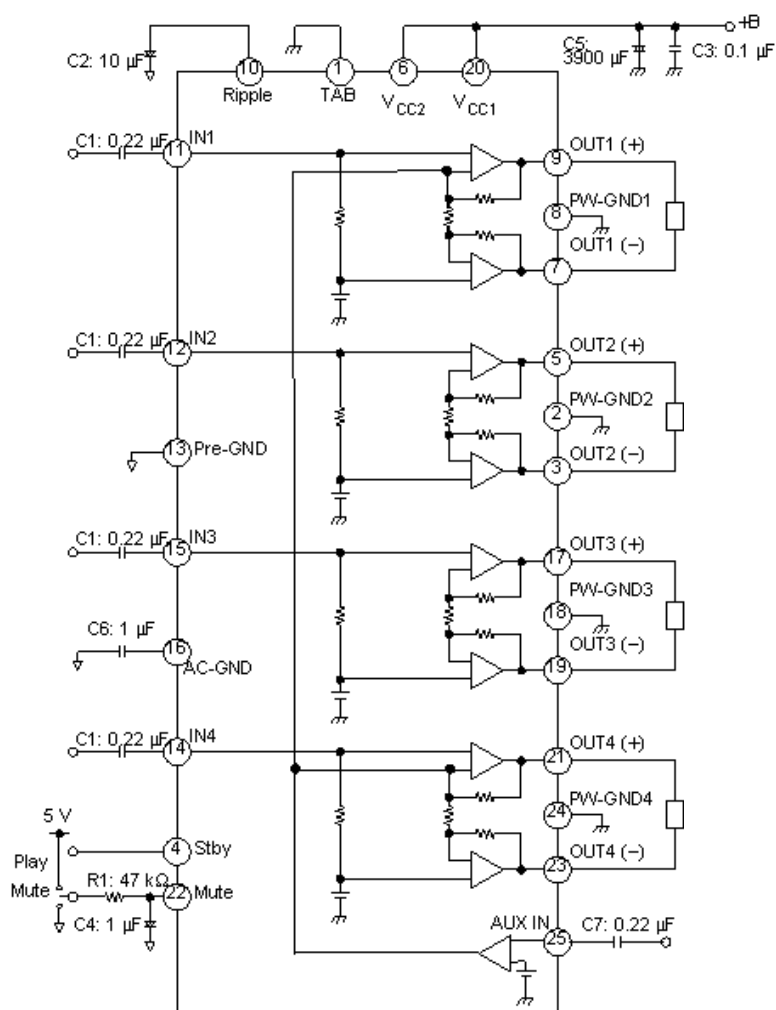 +B
C2: 10 µF
C5: 3900 µF
C3: 0.1 µF
10
1
6
20
Ripple
TAB
VCC2
VCC1
C1: 0.22 µF
11
IN1
9
OUT1 (+)
8
PW-GND1
7
OUT1 (−)
C1: 0.22 µF
12
IN2
5
OUT2 (+)
2
PW-GND2
3
OUT2 (−)
13
Pre-GND
C1: 0.22 µF
15
IN3
17
OUT3 (+)
18
PW-GND3
19
OUT3 (−)
C6: 1 µF
16
AC-GND
C1: 0.22 µF
14
IN4
21
OUT4 (+)
24
PW-GND4
23
OUT4 (−)
5 V
4
Stby
Play
Mute
R1: 47 kΩ
22
Mute
C4: 1 µF
AUX IN
25
C7: 0.22 µF